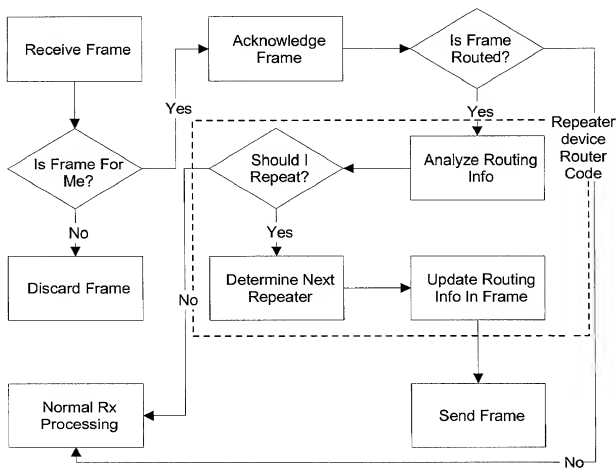 Receive Frame
Acknowledge
Frame
Is Frame
Routed?
Yes
Yes
Repeater
device
Router
Code
Is Frame For
Me?
Should I
Repeat?
Analyze Routing
Info
No
Yes
Discard Frame
No
Determine Next
Repeater
Update Routing
Info In Frame
Normal Rx
Processing
Send Frame
No